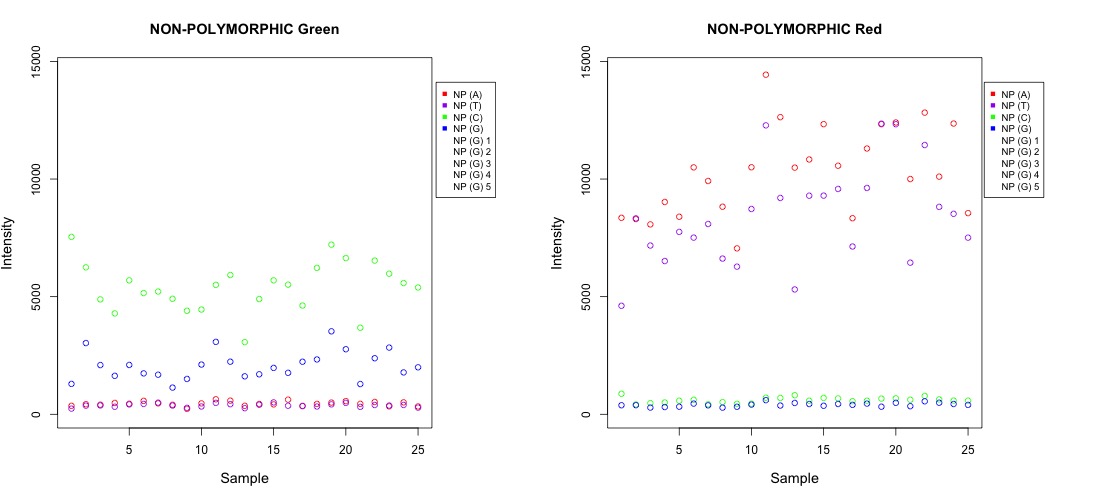 NON-POLYMORPHIC Green
Intensity
15000
10000
5000
0
5
10
15
20
25
Sample
NP (A)
NP (T)
NP (C)
NP (G)
NP (G) 1
NP (G) 2
NP (G) 3
NP (G) 4
NP (G) 5
NON-POLYMORPHIC Red
Intensity
15000
10000
5000
0
5
10
15
20
25
Sample
NP (A)
NP (T)
NP (C)
NP (G)
NP (G) 1
NP (G) 2
NP (G) 3
NP (G) 4
NP (G) 5